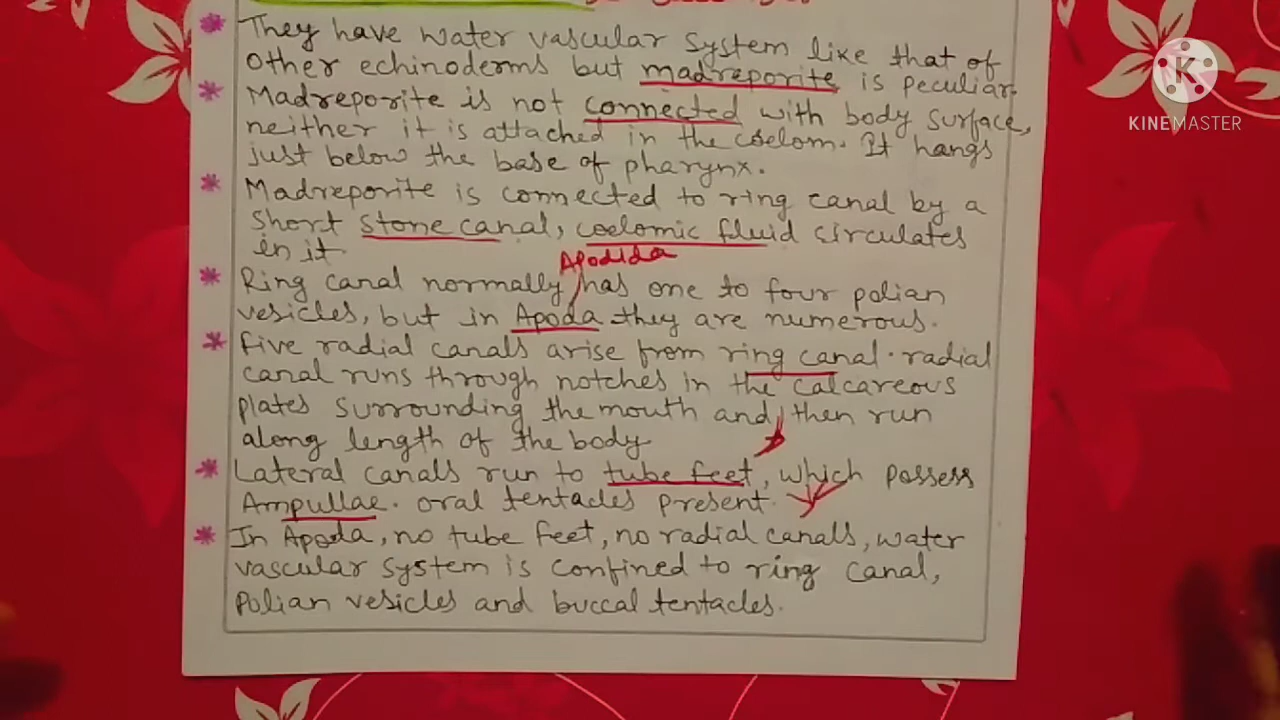 * They have water vascular system like that of
other echinoderms but madreporite is peculiar.
* Madreporite is not connected with body surface,
neither it is attached in the coelom. It hangs
just below the base of pharynx.
* Madreporite is connected to ring canal by a
short stone canal, coelomic fluid circulates
in it.
Apodida
* Ring canal normally has one to four polian
vesicles, but in Apoda they are numerous.
* Five radial canals arise from ring canal. radial
canal runs through notches in the calcareous
plates surrounding the mouth and then run
along length of the body
* Lateral canals run to tube feet, which possess
Ampullae. oral tentacles present.
* In Apoda, no tube feet, no radial canals, water
vascular system is confined to ring canal,
polian vesicles and buccal tentacles.
K
KINEMASTER